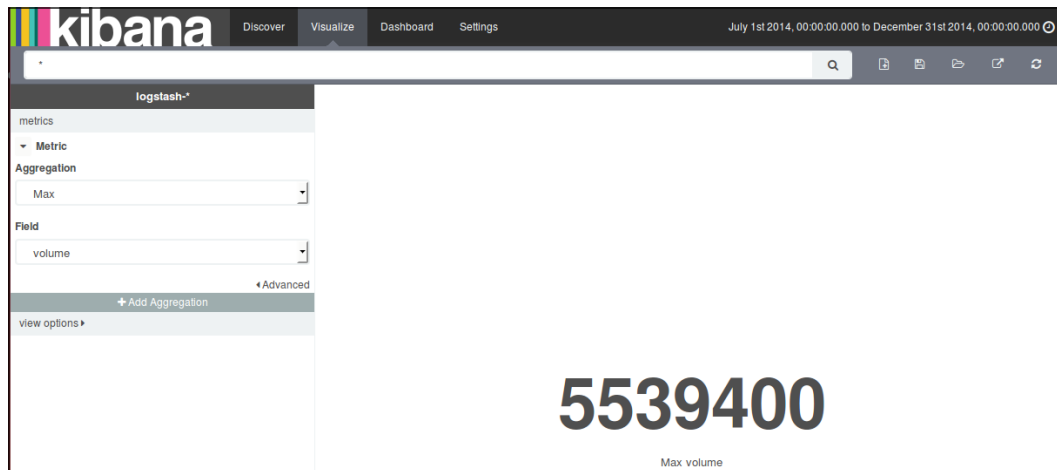 kibana Discover Visualize Dashboard Settings July 1st 2014, 00:00:00.000 to December 31st 2014, 00:00:00.000
*
logstash-*
metrics
Metric
Aggregation
Max
Field
volume
Advanced
+ Add Aggregation
view options
5539400
Max volume